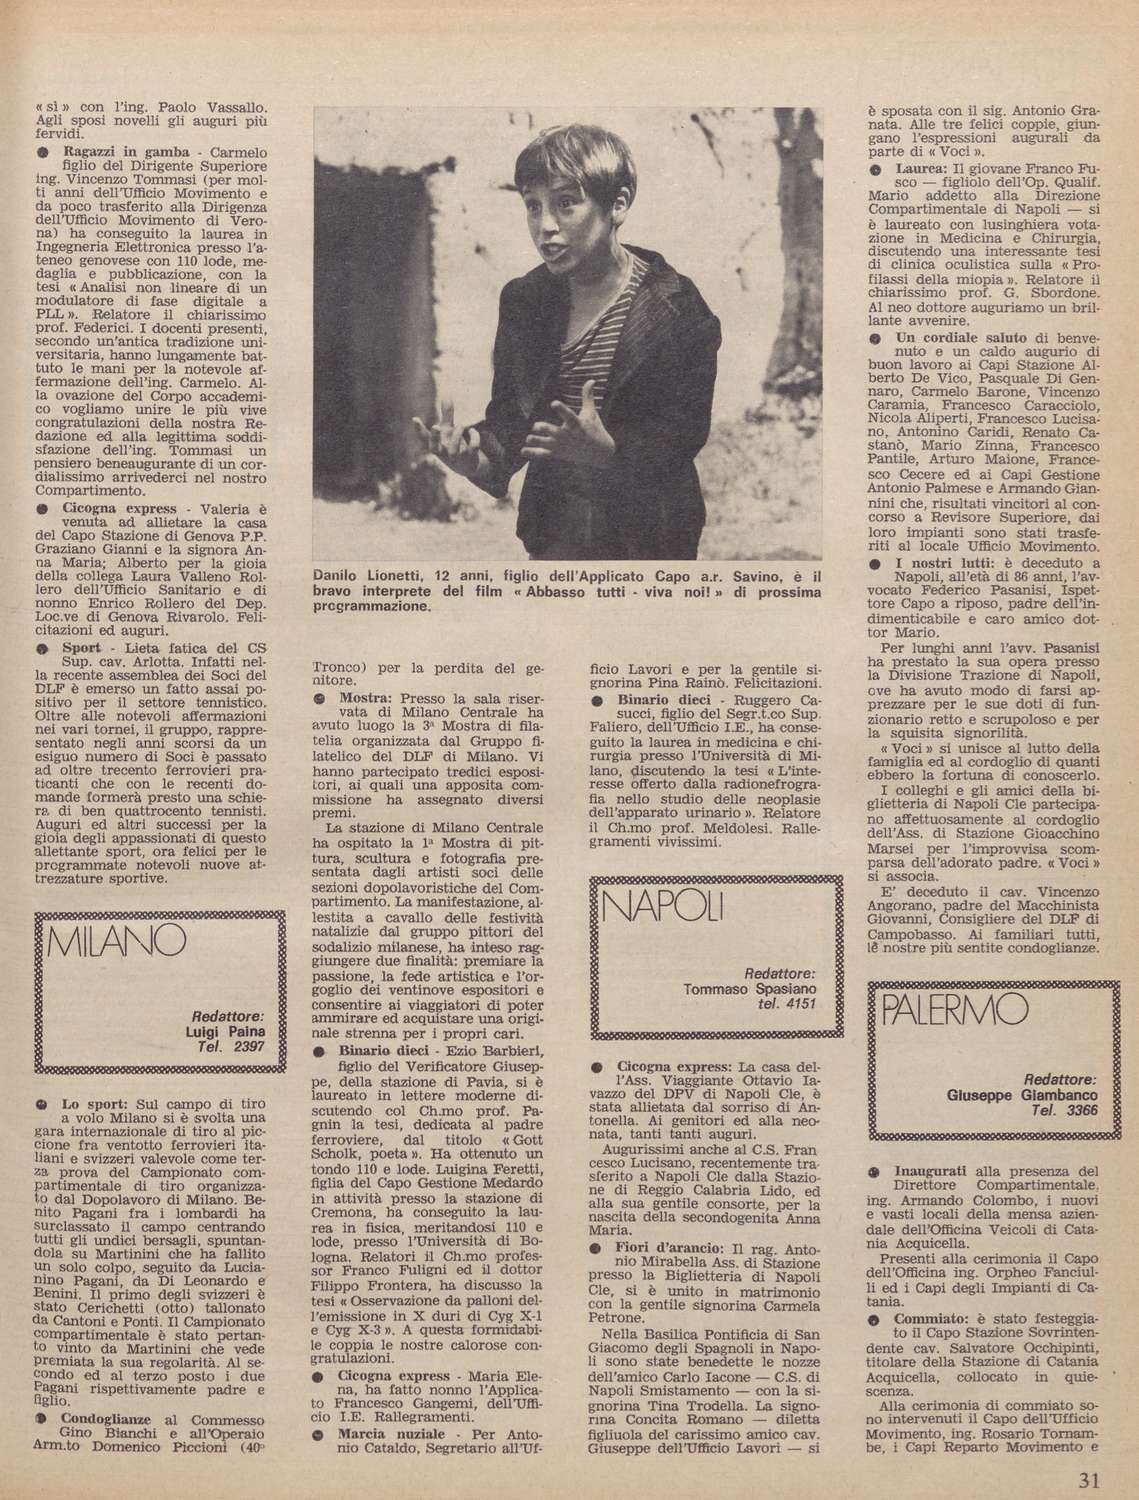 « sì » con l'ing. Paolo Vassallo.
Agli sposi novelli gli auguri più
fervidi.
● Ragazzi in gamba - Carmelo
figlio del Dirigente Superiore
ing. Vincenzo Tommasi (per mol-
ti anni dell'Ufficio Movimento e
da poco trasferito alla Dirigenza
dell'Ufficio Movimento di Vero-
na) ha conseguito la laurea in
Ingegneria Elettronica presso l'a-
teneo genovese con 110 lode, me-
daglia e pubblicazione, con la
tesi « Analisi non lineare di un
modulatore di fase digitale a
PLL ». Relatore il chiarissimo
prof. Federici. I docenti presenti,
secondo un'antica tradizione uni-
versitaria, hanno lungamente bat-
tuto le mani per la notevole af-
fermazione dell'ing. Carmelo. Al-
la ovazione del Corpo accademi-
co vogliamo unire le più vive
congratulazioni della nostra Re-
dazione ed alla legittima soddi-
sfazione dell'ing. Tommasi un
pensiero beneaugurante di un cor-
dialissimo arrivederci nel nostro
Compartimento.
● Cicogna express - Valeria è
venuta ad allietare la casa
del Capo Stazione di Genova P.P.
Graziano Gianni e la signora An-
na Maria; Alberto per la gioia
della collega Laura Valleno Rol-
lero dell'Ufficio Sanitario e di
nonno Enrico Rollero del Dep.
Loc.ve di Genova Rivarolo. Feli-
citazioni ed auguri.
● Sport - Lieta fatica del CS
Sup. cav. Arlotta. Infatti nel-
la recente assemblea dei Soci del
DLF è emerso un fatto assai po-
sitivo per il settore tennistico.
Oltre alle notevoli affermazioni
nei vari tornei, il gruppo, rappre-
sentato negli anni scorsi da un
esiguo numero di Soci è passato
ad oltre trecento ferrovieri pra-
ticanti che con le recenti do-
mande formerà presto una schie-
ra di ben quattrocento tennisti.
Auguri ed altri successi per la
gioia degli appassionati di questo
allettante sport, ora felici per le
programmate notevoli nuove at-
trezzature sportive.
MILANO
Redattore:
Luigi Paina
Tel. 2397
● Lo sport: Sul campo di tiro
a volo Milano si è svolta una
gara internazionale di tiro al pic-
cione fra ventotto ferrovieri ita-
liani e svizzeri valevole come ter-
za prova del Campionato com-
partimentale di tiro organizza-
to dal Dopolavoro di Milano. Be-
nito Pagani fra i lombardi ha
surclassato il campo centrando
tutti gli undici bersagli, spuntan-
dola su Martinini che ha fallito
un solo colpo, seguito da Lucia-
nino Pagani, da Di Leonardo e
Benini. Il primo degli svizzeri è
stato Cerichetti (otto) tallonato
da Cantoni e Ponti. Il Campionato
compartimentale è stato pertan-
to vinto da Martinini che vede
premiata la sua regolarità. Al se-
condo ed al terzo posto i due
Pagani rispettivamente padre e
figlio.
● Condoglianze al Commesso
Gino Bianchi e all'Operaio
Arm.to Domenico Piccioni (40°
Danilo Lionetti, 12 anni, figlio dell'Applicato Capo a.r. Savino, è il
bravo interprete del film « Abbasso tutti - viva noi! » di prossima
programmazione.
Tronco) per la perdita del ge-
nitore.
● Mostra: Presso la sala riser-
vata di Milano Centrale ha
avuto luogo la 3ª Mostra di fila-
telia organizzata dal Gruppo fi-
latelico del DLF di Milano. Vi
hanno partecipato tredici esposi-
tori, ai quali una apposita com-
missione ha assegnato diversi
premi.
La stazione di Milano Centrale
ha ospitato la 1ª Mostra di pit-
tura, scultura e fotografia pre-
sentata dagli artisti soci delle
sezioni dopolavoristiche del Com-
partimento. La manifestazione, al-
lestita a cavallo delle festività
natalizie dal gruppo pittori del
sodalizio milanese, ha inteso rag-
giungere due finalità: premiare la
passione, la fede artistica e l'or-
goglio dei ventinove espositori e
consentire ai viaggiatori di poter
ammirare ed acquistare una origi-
nale strenna per i propri cari.
● Binario dieci - Ezio Barbieri,
figlio del Verificatore Giusep-
pe, della stazione di Pavia, si è
laureato in lettere moderne di-
scutendo col Ch.mo prof. Pa-
gnin la tesi, dedicata al padre
ferroviere, dal titolo « Gott
Scholk, poeta ». Ha ottenuto un
tondo 110 e lode. Luigina Feretti,
figlia del Capo Gestione Medardo
in attività presso la stazione di
Cremona, ha conseguito la lau-
rea in fisica, meritandosi 110 e
lode, presso l'Università di Bo-
logna. Relatori il Ch.mo profes-
sor Franco Fuligni ed il dottor
Filippo Frontera, ha discusso la
tesi « Osservazione da palloni del-
l'emissione in X duri di Cyg X-1
e Cyg X-3 ». A questa formidabi-
le coppia le nostre calorose con-
gratulazioni.
● Cicogna express - Maria Ele-
na, ha fatto nonno l'Applica-
to Francesco Gangemi, dell'Uffi-
cio I.E. Rallegramenti.
● Marcia nuziale - Per Anto-
nio Cataldo, Segretario all'Uf-
ficio Lavori e per la gentile si-
gnorina Pina Rainò. Felicitazioni.
● Binario dieci - Ruggero Ca-
succi, figlio del Segr.t.co Sup.
Faliero, dell'Ufficio I.E., ha conse-
guito la laurea in medicina e chi-
rurgia presso l'Università di Mi-
lano, discutendo la tesi « L'inte-
resse offerto dalla radionefrogra-
fia nello studio delle neoplasie
dell'apparato urinario ». Relatore
il Ch.mo prof. Meldolesi. Ralle-
gramenti vivissimi.
NAPOLI
Redattore:
Tommaso Spasiano
tel. 4151
● Cicogna express: La casa del-
l'Ass. Viaggiante Ottavio Ia-
vazzo del DPV di Napoli Cle, è
stata allietata dal sorriso di An-
tonella. Ai genitori ed alla neo-
nata, tanti tanti auguri.
Augurissimi anche al C.S. Fran
cesco Lucisano, recentemente tra-
sferito a Napoli Cle dalla Stazio-
ne di Reggio Calabria Lido, ed
alla sua gentile consorte, per la
nascita della secondogenita Anna
Maria.
● Fiori d'arancio: Il rag. Anto-
nio Mirabella Ass. di Stazione
presso la Biglietteria di Napoli
Cle, si è unito in matrimonio
con la gentile signorina Carmela
Petrone.
Nella Basilica Pontificia di San
Giacomo degli Spagnoli in Napo-
li sono state benedette le nozze
dell'amico Carlo Iacone — C.S. di
Napoli Smistamento — con la si-
gnorina Tina Trodella. La signo-
rina Concita Romano — diletta
figliuola del carissimo amico cav.
Giuseppe dell'Ufficio Lavori — si
è sposata con il sig. Antonio Gra-
nata. Alle tre felici coppie, giun-
gano l'espressioni augurali da
parte di « Voci ».
● Laurea: Il giovane Franco Fu-
sco — figliolo dell'Op. Qualif.
Mario addetto alla Direzione
Compartimentale di Napoli — si
è laureato con lusinghiera vota-
zione in Medicina e Chirurgia,
discutendo una interessante tesi
di clinica oculistica sulla « Pro-
filassi della miopia ». Relatore il
chiarissimo prof. G. Sbordone.
Al neo dottore auguriamo un bril-
lante avvenire.
● Un cordiale saluto di benve-
nuto e un caldo augurio di
buon lavoro ai Capi Stazione Al-
berto De Vico, Pasquale Di Gen-
naro, Carmelo Barone, Vincenzo
Caramia, Francesco Caracciolo,
Nicola Aliperti, Francesco Lucisa-
no, Antonino Caridi, Renato Ca-
stanò, Mario Zinna, Francesco
Pantile, Arturo Maione, France-
sco Cecere ed ai Capi Gestione
Antonio Palmese e Armando Gian-
nini che, risultati vincitori al con-
corso a Revisore Superiore, dai
loro impianti sono stati trasfe-
riti al locale Ufficio Movimento.
● I nostri lutti: è deceduto a
Napoli, all'età di 86 anni, l'av-
vocato Federico Pasanisi, Ispet-
tore Capo a riposo, padre dell'in-
dimenticabile e caro amico dot-
tor Mario.
Per lunghi anni l'avv. Pasanisi
ha prestato la sua opera presso
la Divisione Trazione di Napoli,
ove ha avuto modo di farsi ap-
prezzare per le sue doti di fun-
zionario retto e scrupoloso e per
la squisita signorilità.
« Voci » si unisce al lutto della
famiglia ed al cordoglio di quanti
ebbero la fortuna di conoscerlo.
I colleghi e gli amici della bi-
glietteria di Napoli Cle partecipa-
no affettuosamente al cordoglio
dell'Ass. di Stazione Gioacchino
Marsei per l'improvvisa scom-
parsa dell'adorato padre. « Voci »
si associa.
E' deceduto il cav. Vincenzo
Angorano, padre del Macchinista
Giovanni, Consigliere del DLF di
Campobasso. Ai familiari tutti,
le nostre più sentite condoglianze.
PALERMO
Redattore:
Giuseppe Giambanco
Tel. 3366
● Inaugurati alla presenza del
Direttore Compartimentale,
ing. Armando Colombo, i nuovi
e vasti locali della mensa azien-
dale dell'Officina Veicoli di Cata-
nia Acquicella.
Presenti alla cerimonia il Capo
dell'Officina ing. Orpheo Fanciul-
li ed i Capi degli Impianti di Ca-
tania.
● Commiato: è stato festeggia-
to il Capo Stazione Sovrinten-
dente cav. Salvatore Occhipinti,
titolare della Stazione di Catania
Acquicella, collocato in quie-
scenza.
Alla cerimonia di commiato so-
no intervenuti il Capo dell'Ufficio
Movimento, ing. Rosario Tornam-
be, i Capi Reparto Movimento e
31